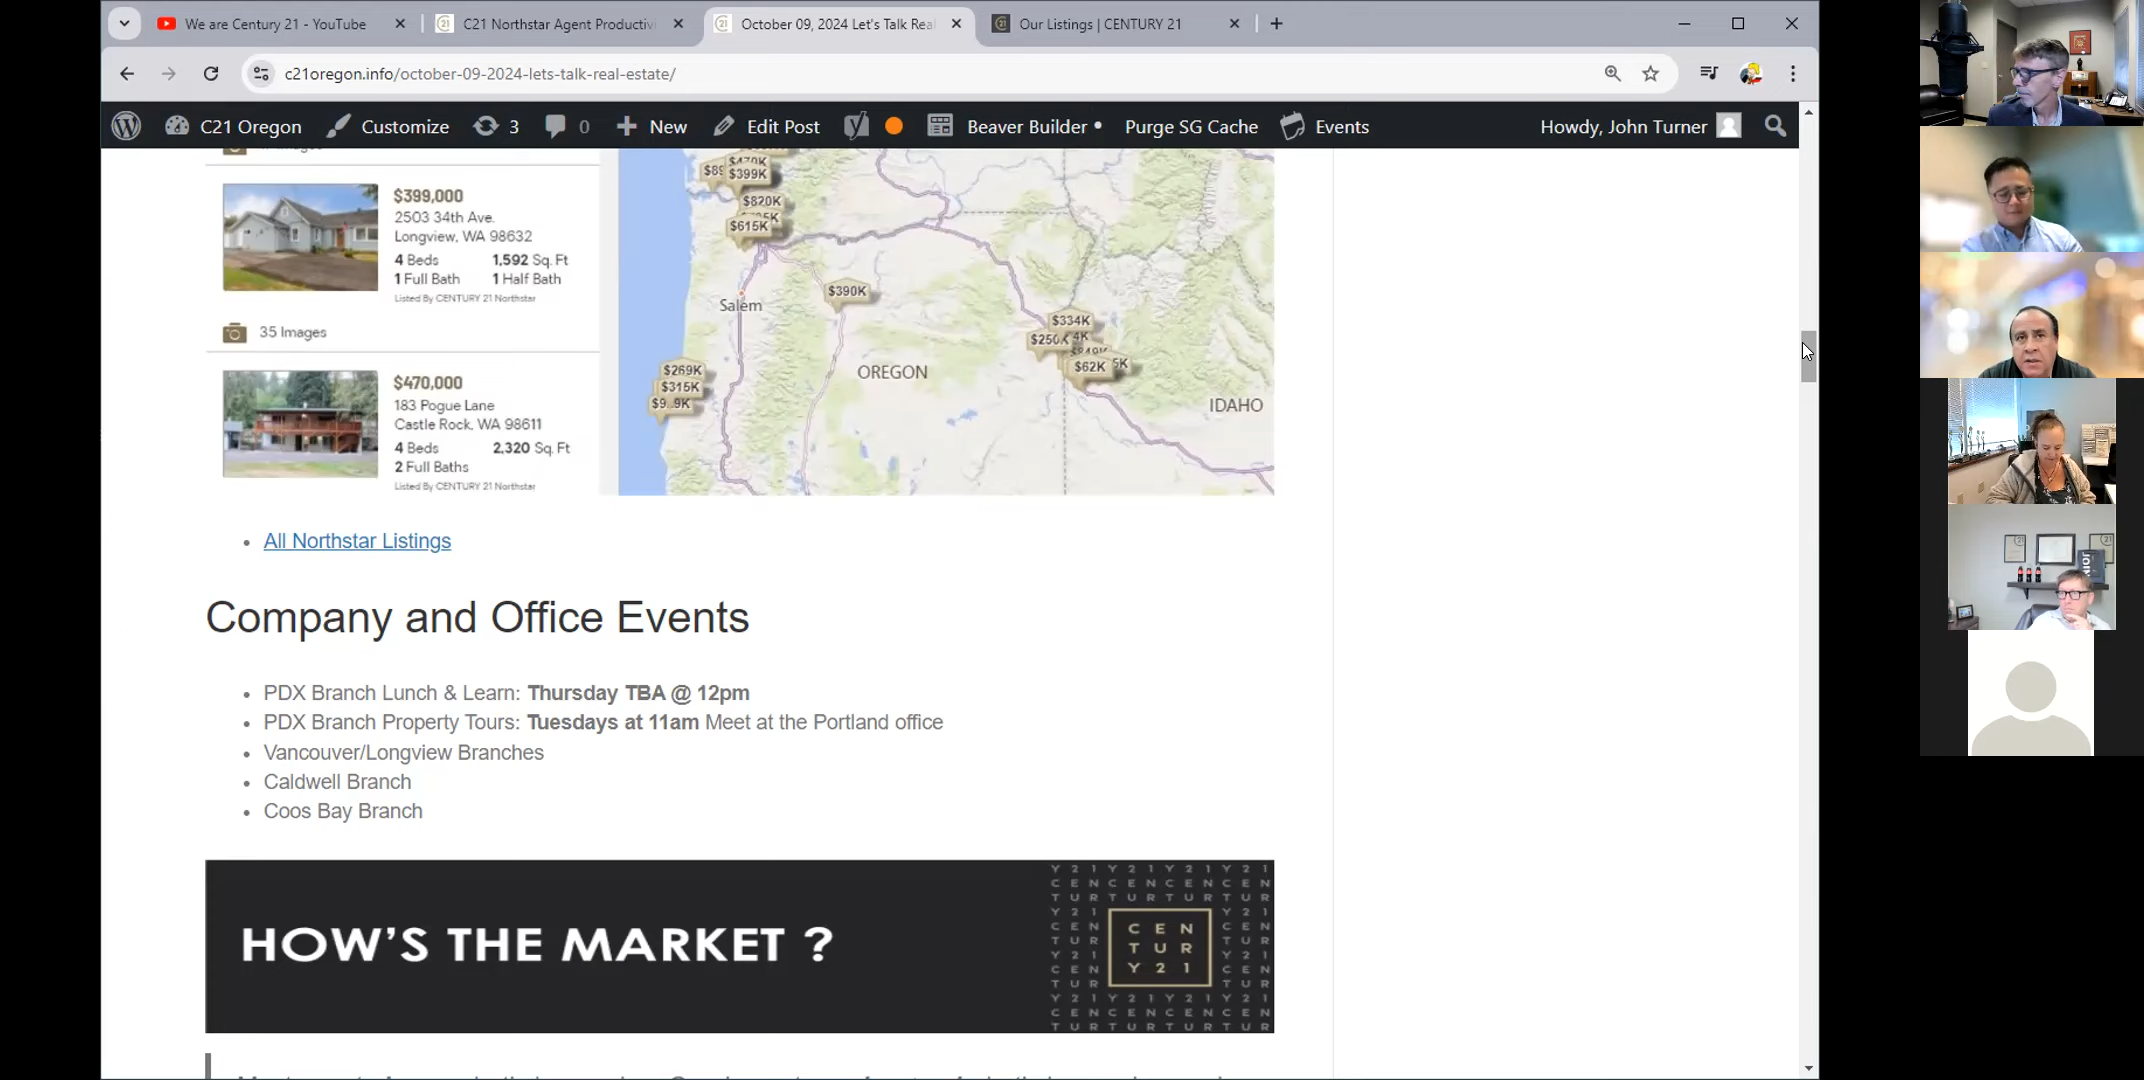 We are Century 21 - YouTube
C21 Northstar Agent Productivi
October 09, 2024 Let's Talk Rea
Our Listings | CENTURY 21
c21oregon.info/october-09-2024-lets-talk-real-estate/
C21 Oregon
Customize
3
0
New
Edit Post
Beaver Builder
Purge SG Cache
Events
Howdy, John Turner
$399,000
2503 34th Ave.
Longview, WA 98632
4 Beds 1,592 Sq. Ft
1 Full Bath 1 Half Bath
Listed By CENTURY 21 Northstar
35 Images
$470,000
183 Pogue Lane
Castle Rock, WA 98611
4 Beds 2,320 Sq. Ft
2 Full Baths
Listed By CENTURY 21 Northstar
$470K
$399K
$820K
$615K
$390K
Salem
$334K
$250K
$62K
$269K
$315K
OREGON
IDAHO
All Northstar Listings
Company and Office Events
PDX Branch Lunch & Learn: Thursday TBA @ 12pm
PDX Branch Property Tours: Tuesdays at 11am Meet at the Portland office
Vancouver/Longview Branches
Caldwell Branch
Coos Bay Branch
HOW'S THE MARKET ?
CEN
TUR
Y21